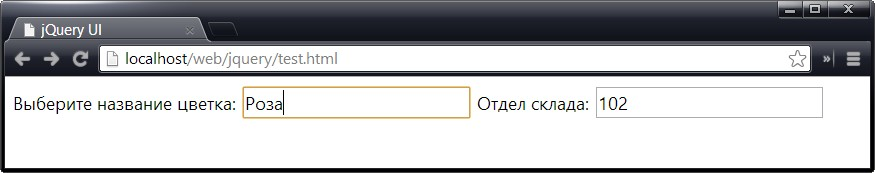 jQuery UI
localhost/web/jquery/test.html
Выберите название цветка: Роза Отдел склада: 102